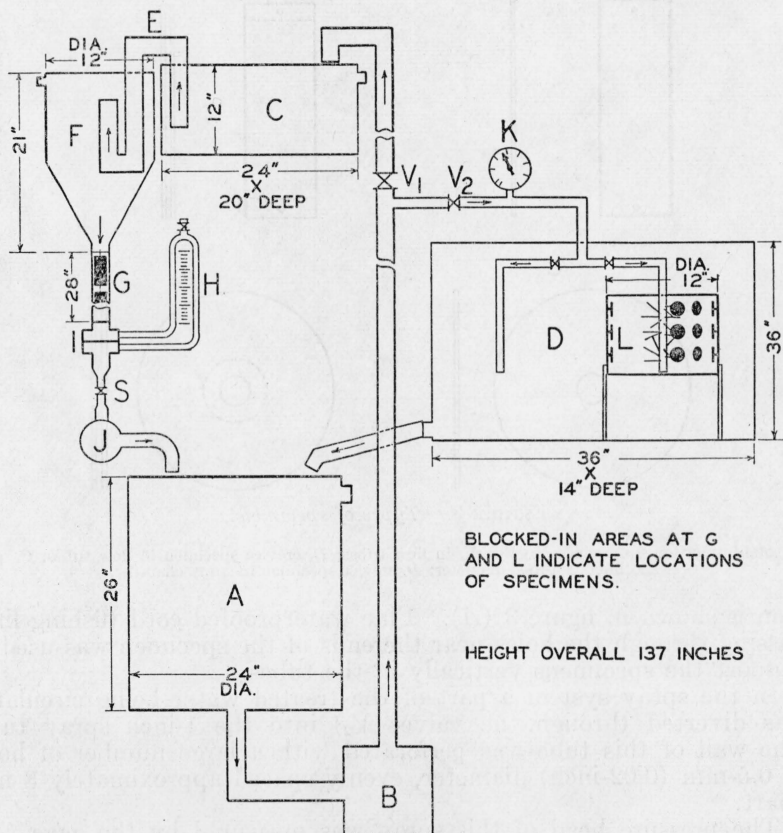 E
DIA.
12"
21"
F
12"
C
24"
X
20" DEEP
K
V1
V2
G
28"
H
I
S
J
DIA.
12"
D
L
36"
36"
X
14" DEEP
26"
A
24"
DIA.
B
BLOCKED-IN AREAS AT G
AND L INDICATE LOCATIONS
OF SPECIMENS.
HEIGHT OVERALL 137 INCHES